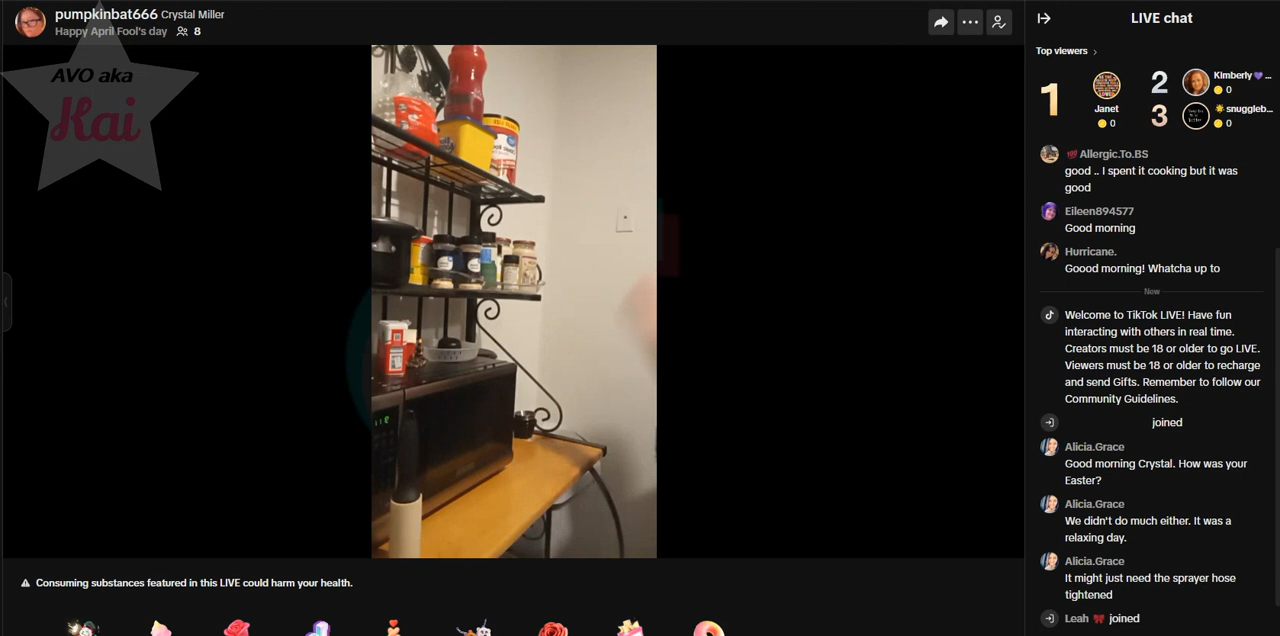 pumpkinbat666 Crystal Miller
Happy April Fool's day 8
AVO aka
Kai
Consuming substances featured in this LIVE could harm your health.
LIVE chat
Top viewers
1
Janet
0
2
Kimberly 💜 ...
0
3
☀️ snuggleb...
0
💯 Allergic.To.BS
good .. I spent it cooking but it was
good
Eileen894577
Good morning
Hurricane.
Goood morning! Whatcha up to
New
Welcome to TikTok LIVE! Have fun
interacting with others in real time.
Creators must be 18 or older to go LIVE.
Viewers must be 18 or older to recharge
and send Gifts. Remember to follow our
Community Guidelines.
joined
Alicia.Grace
Good morning Crystal. How was your
Easter?
Alicia.Grace
We didn't do much either. It was a
relaxing day.
Alicia.Grace
It might just need the sprayer hose
tightened
Leah 🎀 joined